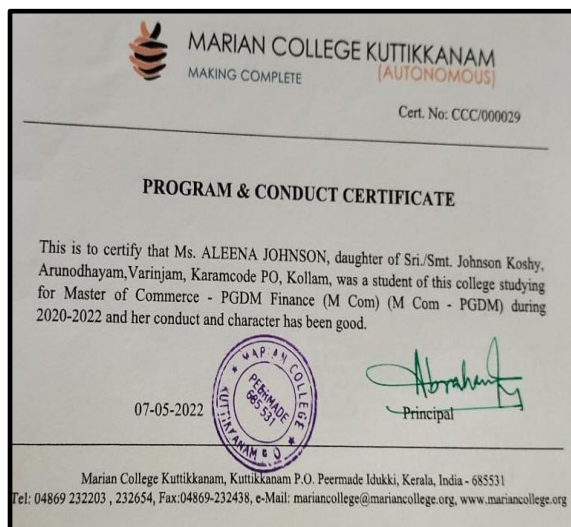 MARIAN COLLEGE KUTTIKKANAM
MAKING COMPLETE (AUTONOMOUS)
Cert. No: CCC/000029
PROGRAM & CONDUCT CERTIFICATE
This is to certify that Ms. ALEENA JOHNSON, daughter of Sri./Smt. Johnson Koshy,
Arunodhayam,Varinjam, Karamcode PO, Kollam, was a student of this college studying
for Master of Commerce - PGDM Finance (M Com) (M Com - PGDM) during
2020-2022 and her conduct and character has been good.
MARIAN COLLEGE
PEERMADE
685 531
KUTTIKKANAM P O
07-05-2022
Principal
Marian College Kuttikkanam, Kuttikkanam P.O. Peermade Idukki, Kerala, India - 685531
Tel: 04869 232203 , 232654, Fax:04869-232438, e-Mail: mariancollege@mariancollege.org, www.mariancollege.org